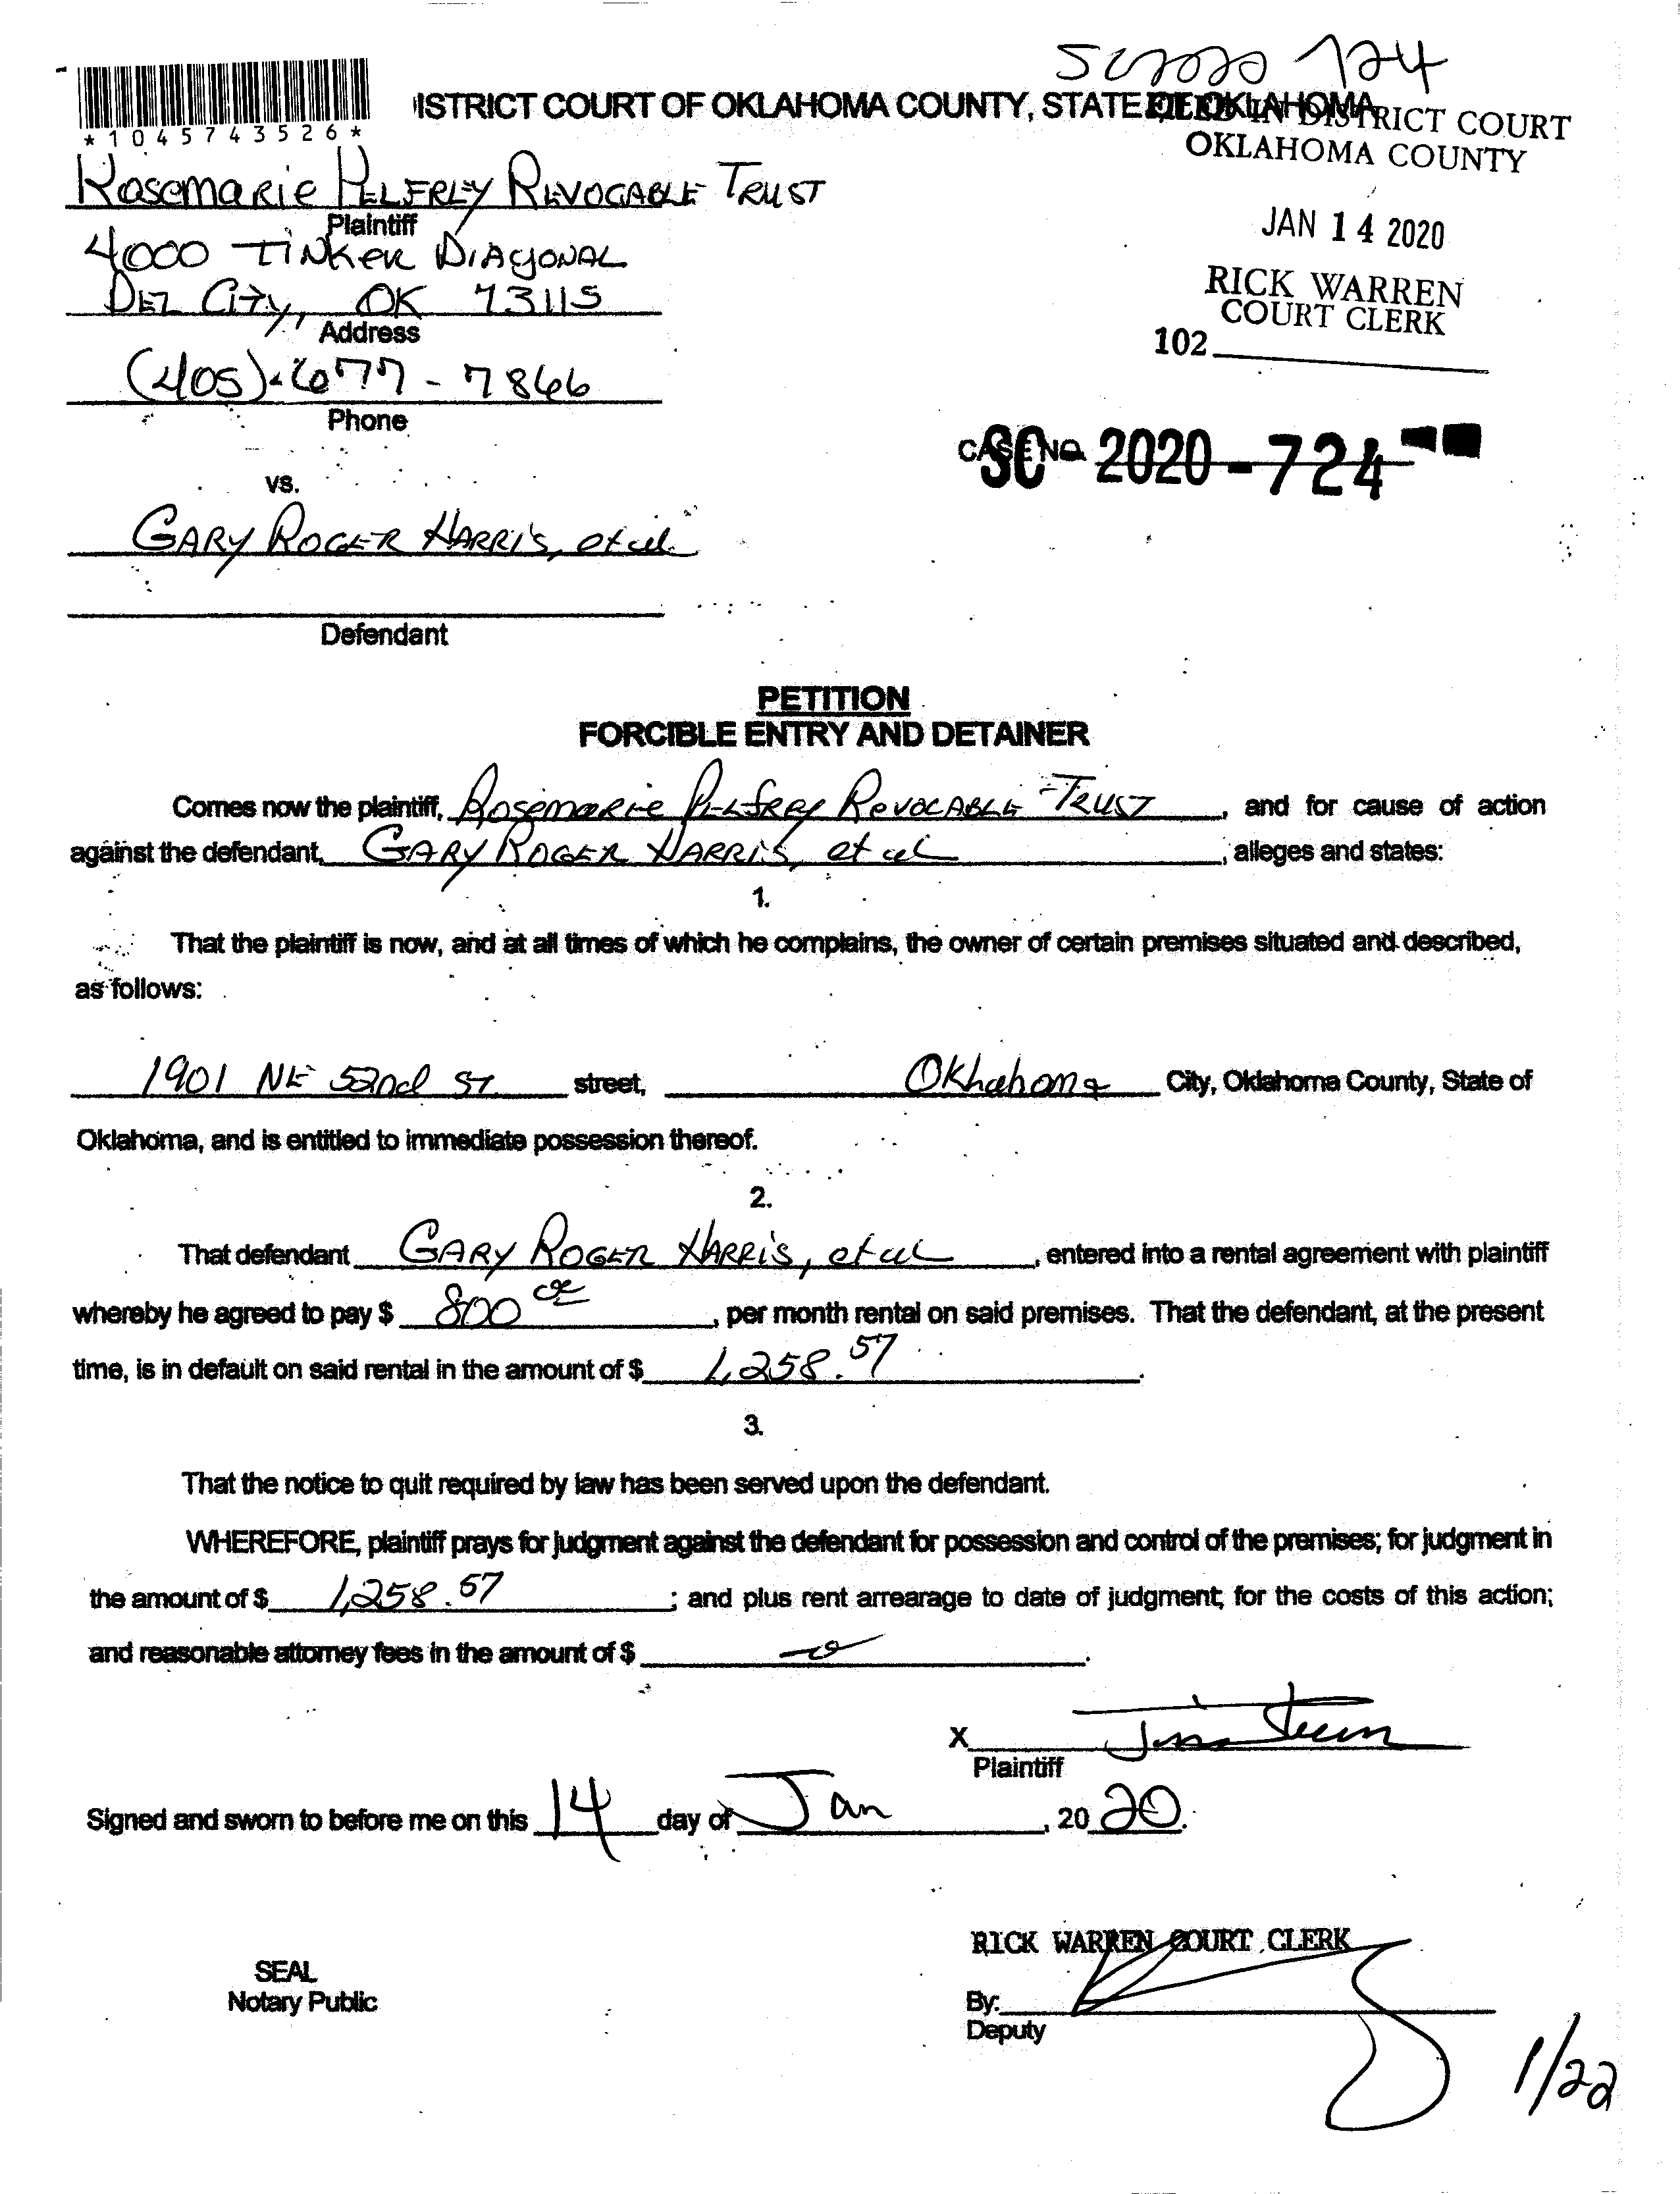 SC2020 724
*1045743526*
ISTRICT COURT OF OKLAHOMA COUNTY, STATE OF OKLAHOMA
FILED IN DISTRICT COURT
OKLAHOMA COUNTY
JAN 14 2020
RICK WARREN
COURT CLERK
102
Rosemarie Pelfrey Revocable Trust
Plaintiff
4000 Tinker Diagonal
Del City, OK 73115
Address
(405)-677-7866
Phone
CASE NO. SC 2020-724
vs.
Gary Roger Harris, et al
Defendant
PETITION
FORCIBLE ENTRY AND DETAINER
Comes now the plaintiff, Rosemarie Pelfrey Revocable Trust, and for cause of action
against the defendant, Gary Roger Harris, et al, alleges and states:
1.
That the plaintiff is now, and at all times of which he complains, the owner of certain premises situated and described,
as follows:
1901 NE 52nd St. street, Oklahoma City, Oklahoma County, State of
Oklahoma, and is entitled to immediate possession thereof.
2.
That defendant Gary Roger Harris, et al, entered into a rental agreement with plaintiff
whereby he agreed to pay $ 800, per month rental on said premises. That the defendant, at the present
time, is in default on said rental in the amount of $ 1,258.57.
3.
That the notice to quit required by law has been served upon the defendant.
WHEREFORE, plaintiff prays for judgment against the defendant for possession and control of the premises; for judgment in
the amount of $ 1,258.57; and plus rent arrearage to date of judgment; for the costs of this action;
and reasonable attorney fees in the amount of $ .
X
Plaintiff
Signed and sworn to before me on this 14 day of Jan, 20 20.
RICK WARREN COURT CLERK
SEAL
Notary Public
By:
Deputy
1/22